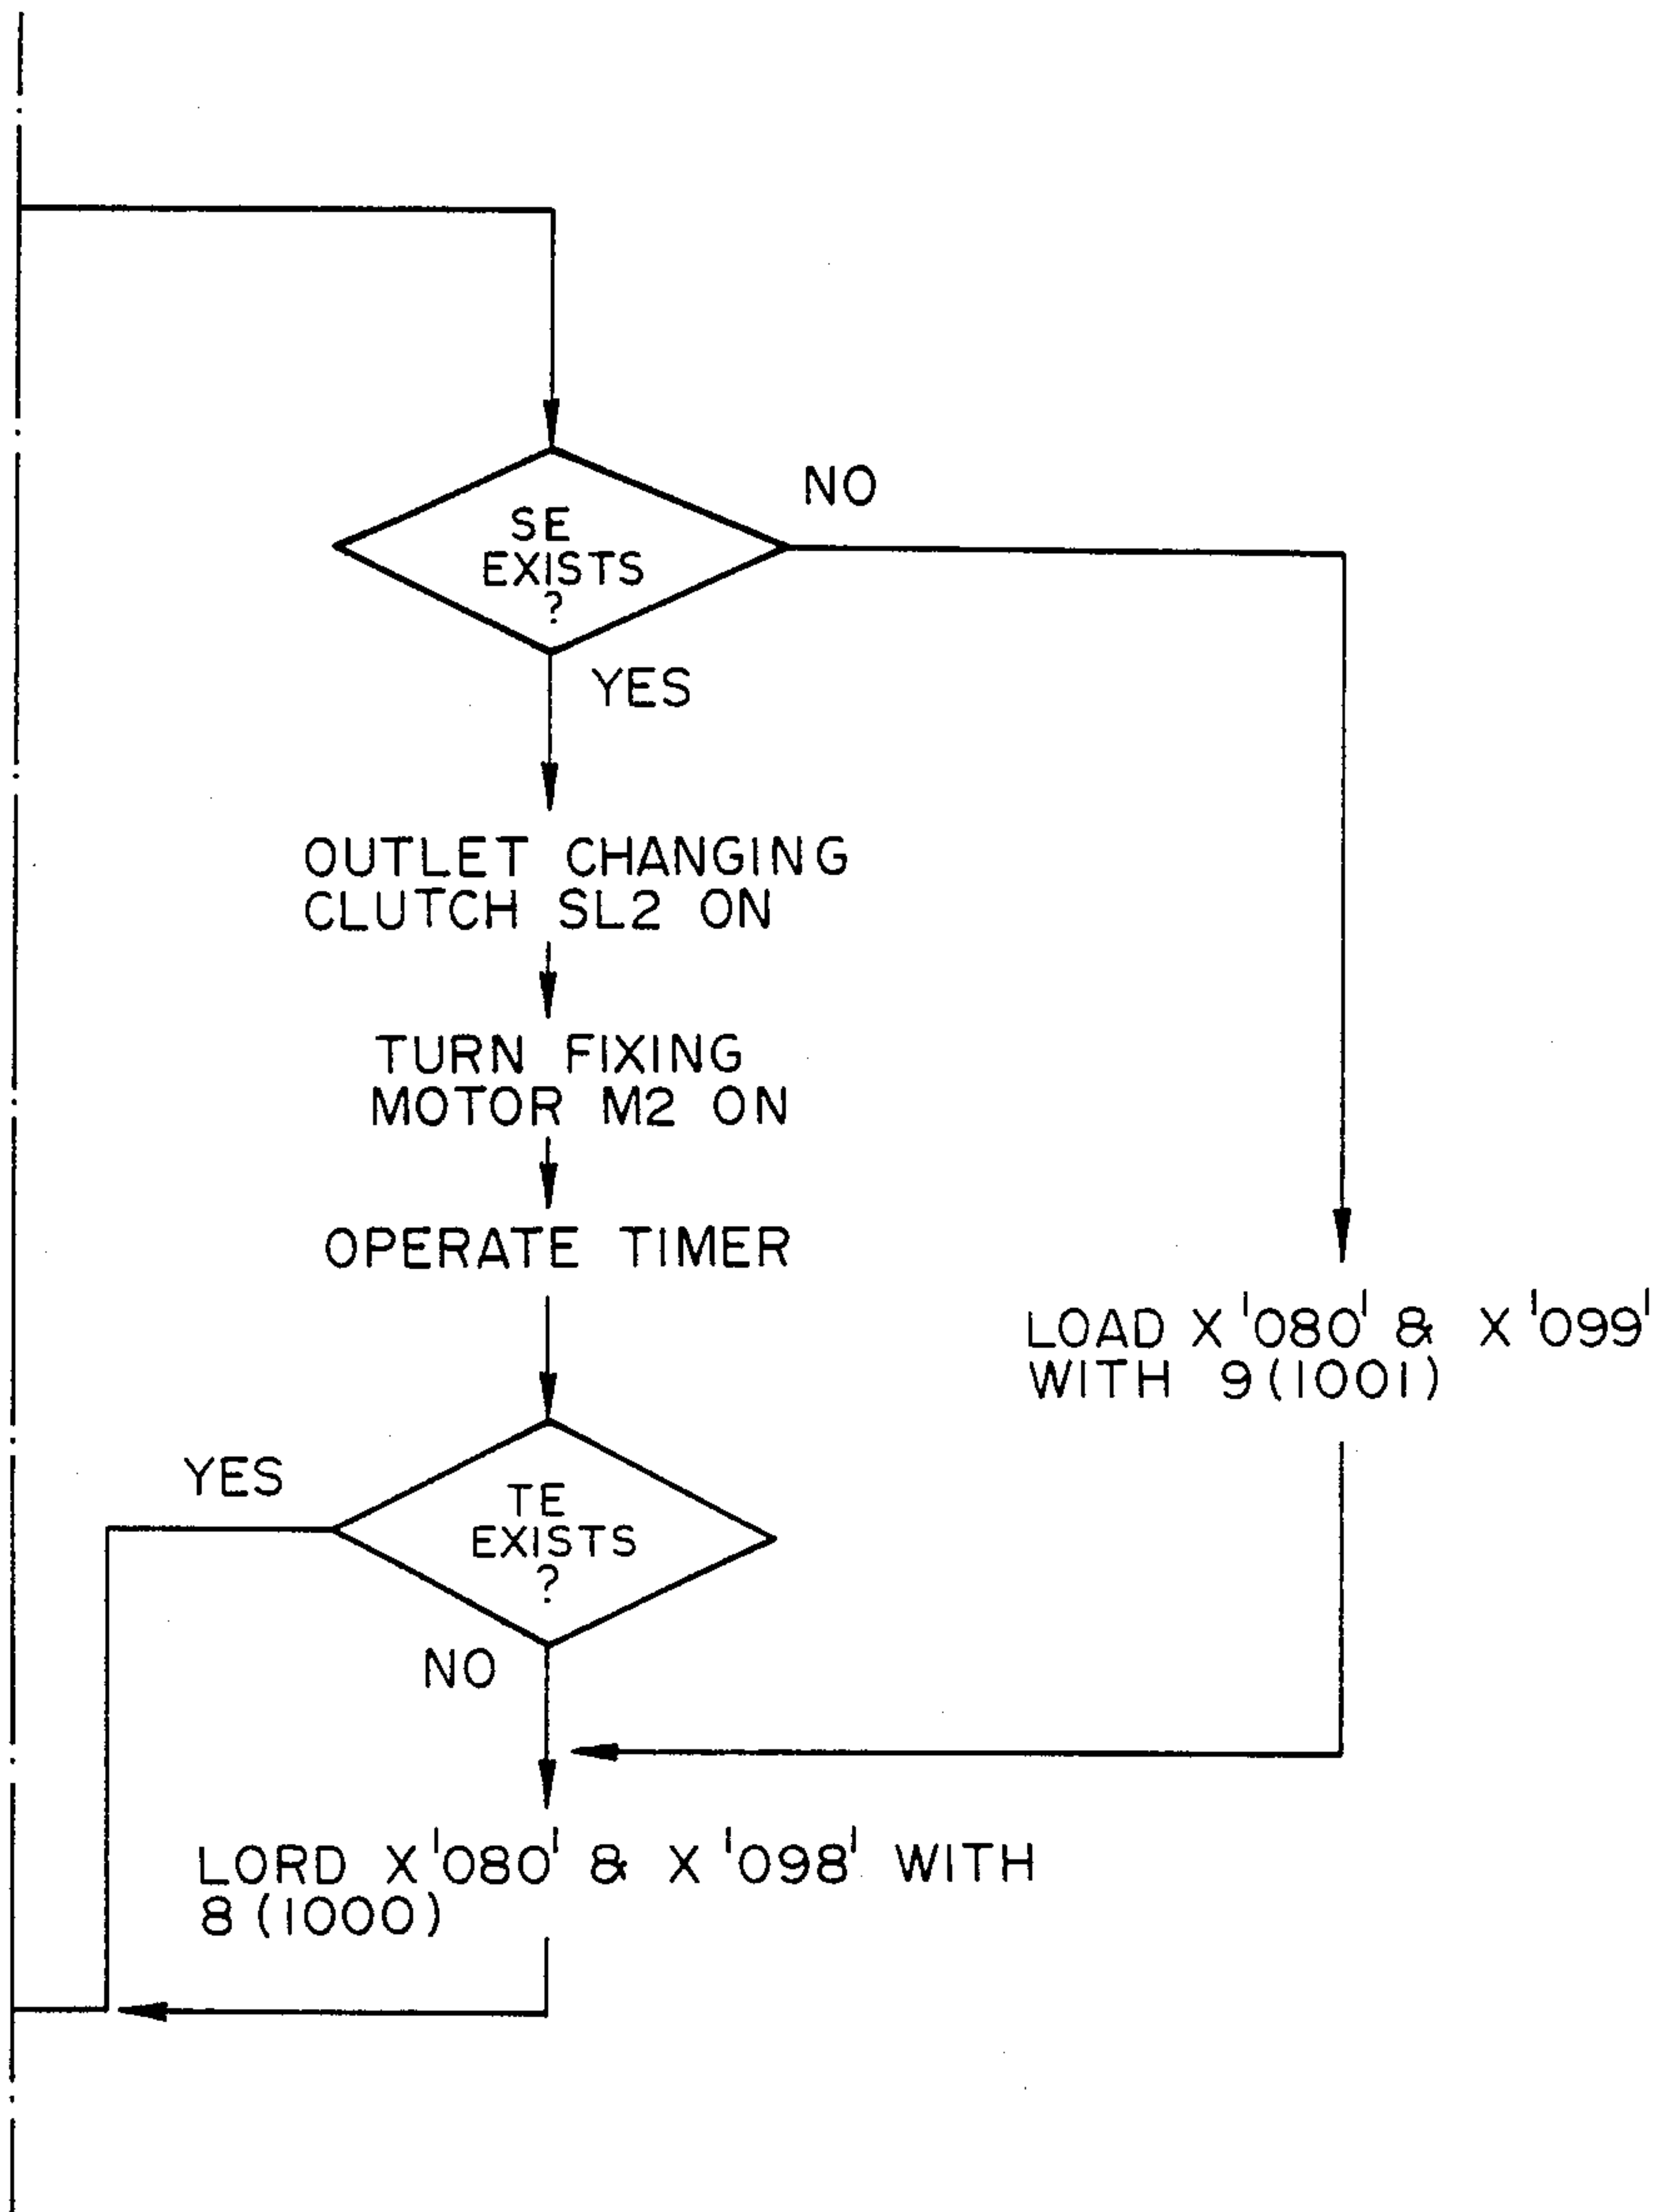 NO
SE
EXISTS
?
YES
OUTLET CHANGING
CLUTCH SL2 ON
TURN FIXING
MOTOR M2 ON
OPERATE TIMER
LOAD X'080' & X'099'
WITH 9(1001)
YES
TE
EXISTS
?
NO
LORD X'080' & X'098' WITH
8(1000)